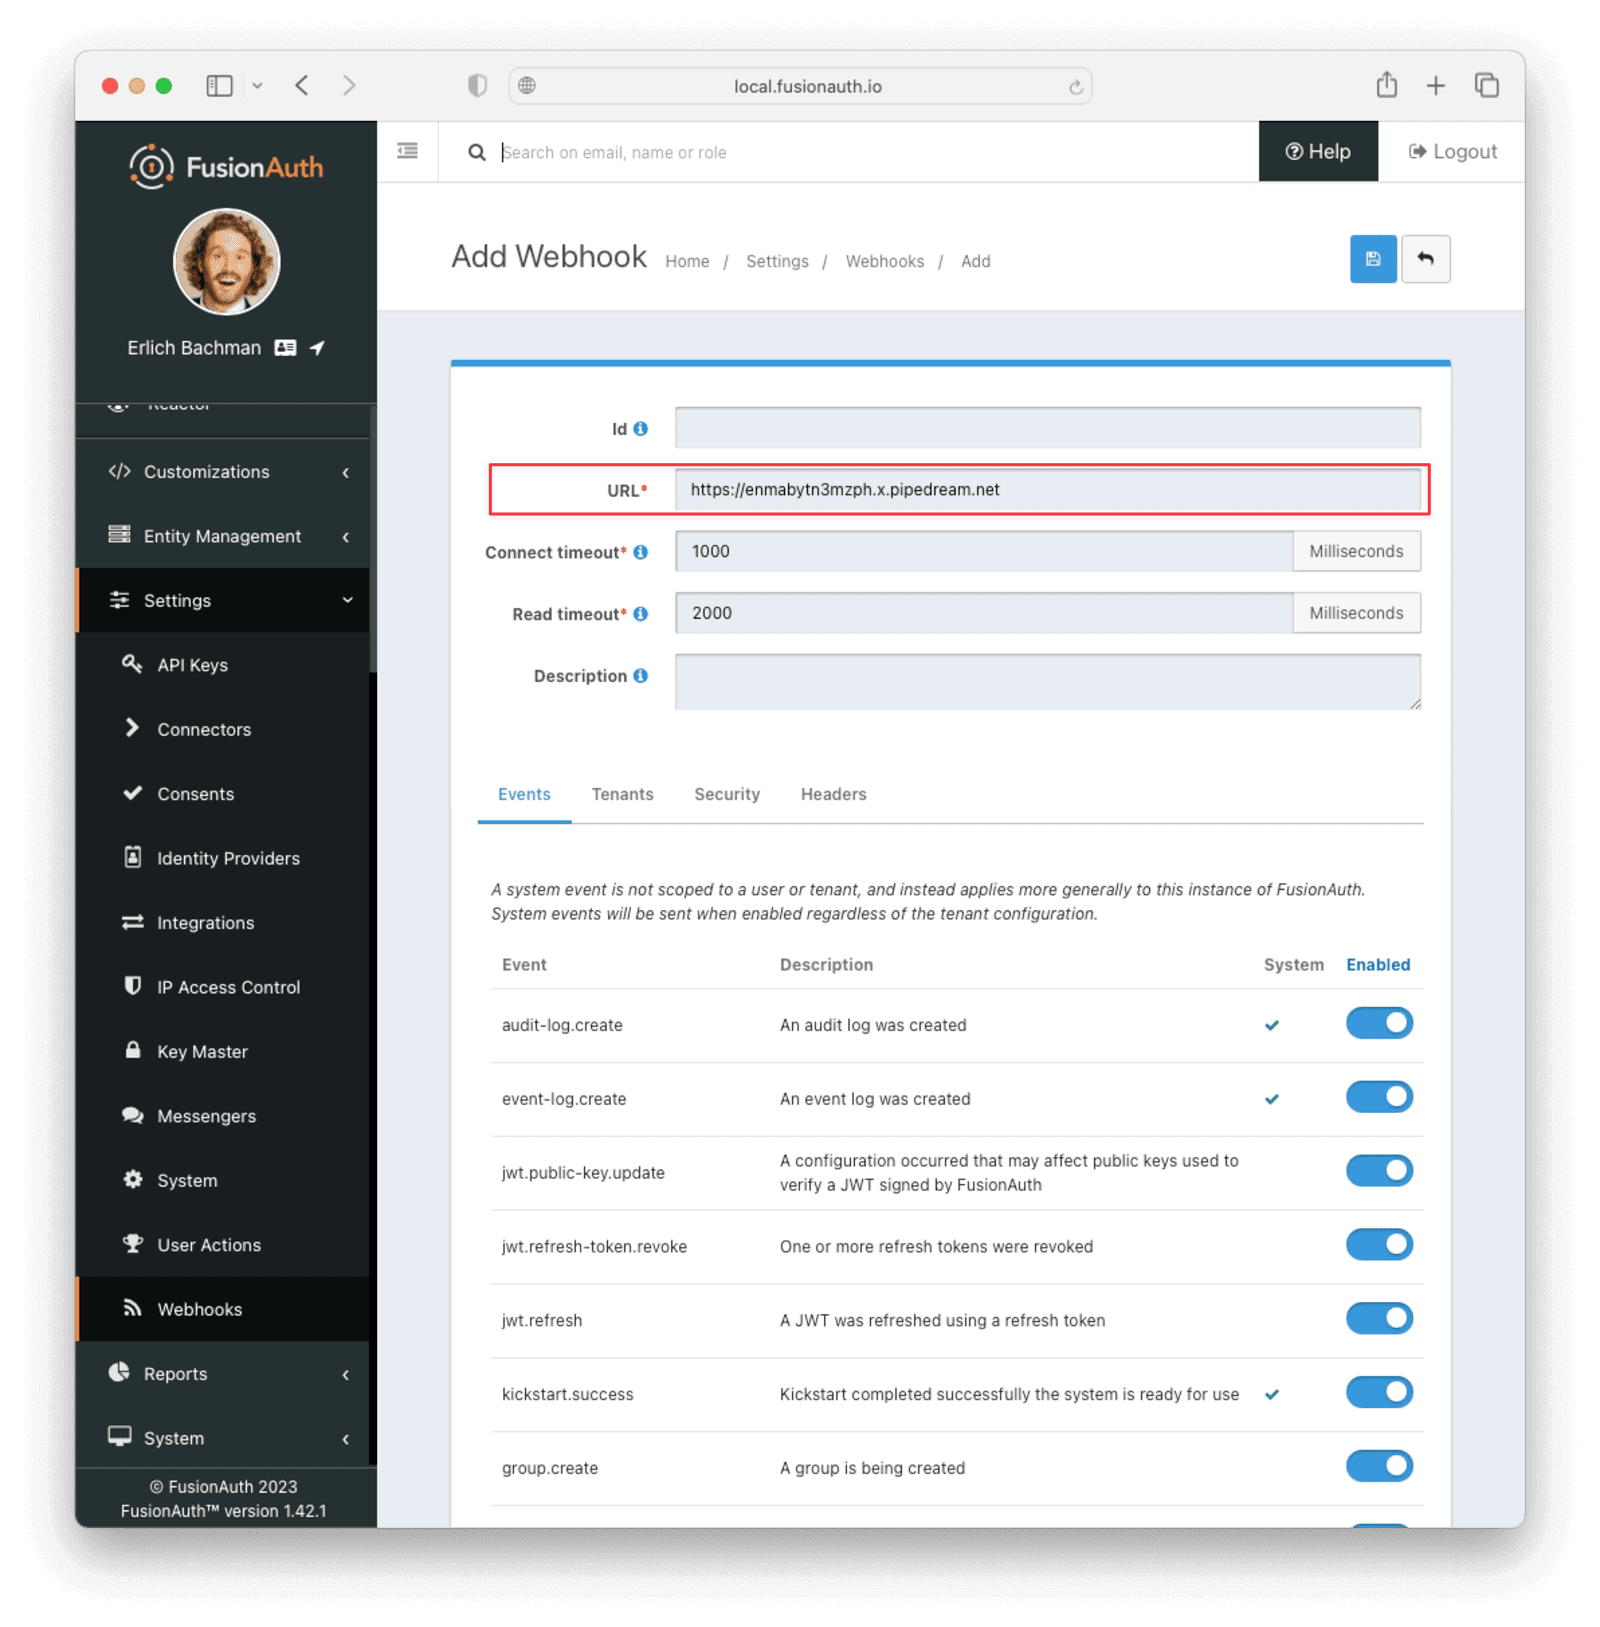 local.fusionauth.io
FusionAuth
Search on email, name or role
Help
Logout
Erlich Bachman
Reactor
Customizations
Entity Management
Settings
API Keys
Connectors
Consents
Identity Providers
Integrations
IP Access Control
Key Master
Messengers
System
User Actions
Webhooks
Reports
System
© FusionAuth 2023
FusionAuth™ version 1.42.1
Add Webhook Home / Settings / Webhooks / Add
Id
URL* https://enmabytn3mzph.x.pipedream.net
Connect timeout* 1000 Milliseconds
Read timeout* 2000 Milliseconds
Description
Events Tenants Security Headers
A system event is not scoped to a user or tenant, and instead applies more generally to this instance of FusionAuth.
System events will be sent when enabled regardless of the tenant configuration.
Event Description System Enabled
audit-log.create An audit log was created
event-log.create An event log was created
jwt.public-key.update A configuration occurred that may affect public keys used to
verify a JWT signed by FusionAuth
jwt.refresh-token.revoke One or more refresh tokens were revoked
jwt.refresh A JWT was refreshed using a refresh token
kickstart.success Kickstart completed successfully the system is ready for use
group.create A group is being created